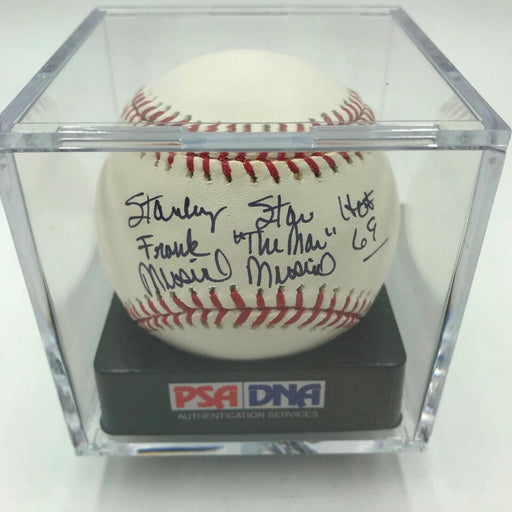 Stanley Stan HOF
Frank "The Man" 69
Musial Musial
PSA DNA
AUTHENTICATION SERVICES